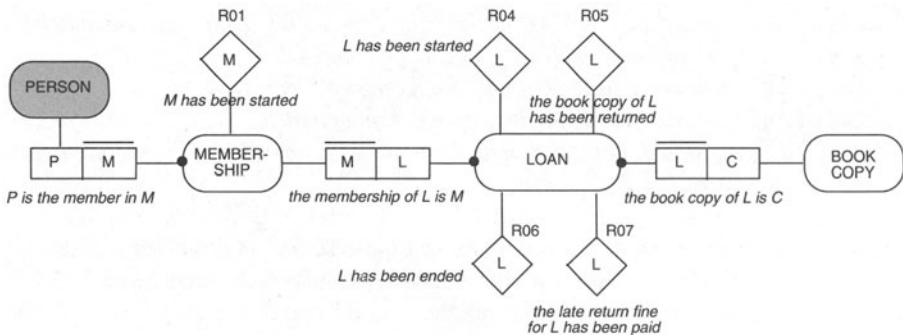 R01
R04
R05
M
L
L
L has been started
PERSON
M has been started
the book copy of L
has been returned
P
M
MEMBER-
SHIP
M
L
LOAN
L
C
BOOK
COPY
P is the member in M
the membership of L is M
the book copy of L is C
R06
R07
L has been ended
L
L
the late return fine
for L has been paid